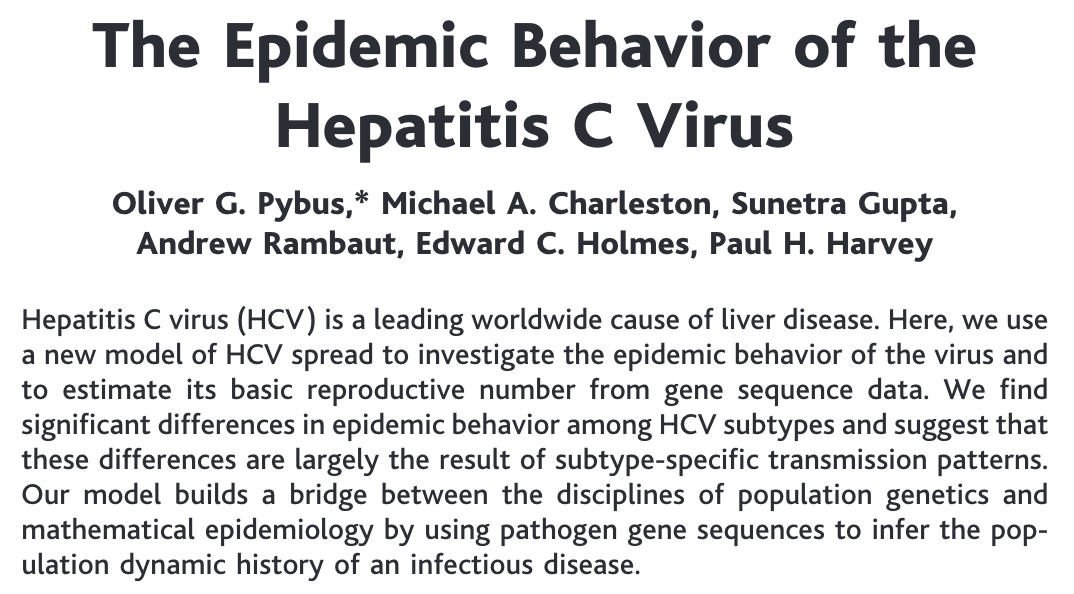 The Epidemic Behavior of the
Hepatitis C Virus
Oliver G. Pybus,* Michael A. Charleston, Sunetra Gupta,
Andrew Rambaut, Edward C. Holmes, Paul H. Harvey
Hepatitis C virus (HCV) is a leading worldwide cause of liver disease. Here, we use
a new model of HCV spread to investigate the epidemic behavior of the virus and
to estimate its basic reproductive number from gene sequence data. We find
significant differences in epidemic behavior among HCV subtypes and suggest that
these differences are largely the result of subtype-specific transmission patterns.
Our model builds a bridge between the disciplines of population genetics and
mathematical epidemiology by using pathogen gene sequences to infer the pop-
ulation dynamic history of an infectious disease.